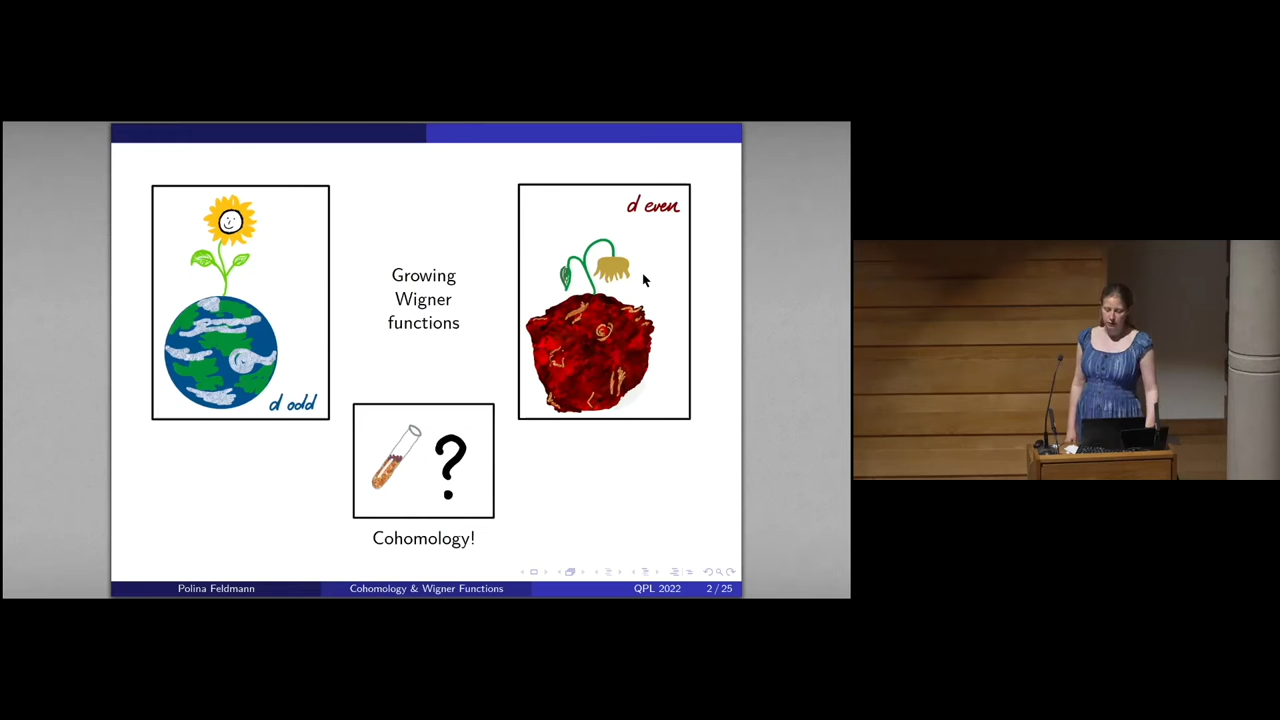 d odd
Growing
Wigner
functions
d even
?
Cohomology!
Polina Feldmann
Cohomology & Wigner Functions
QPL 2022
2 / 25